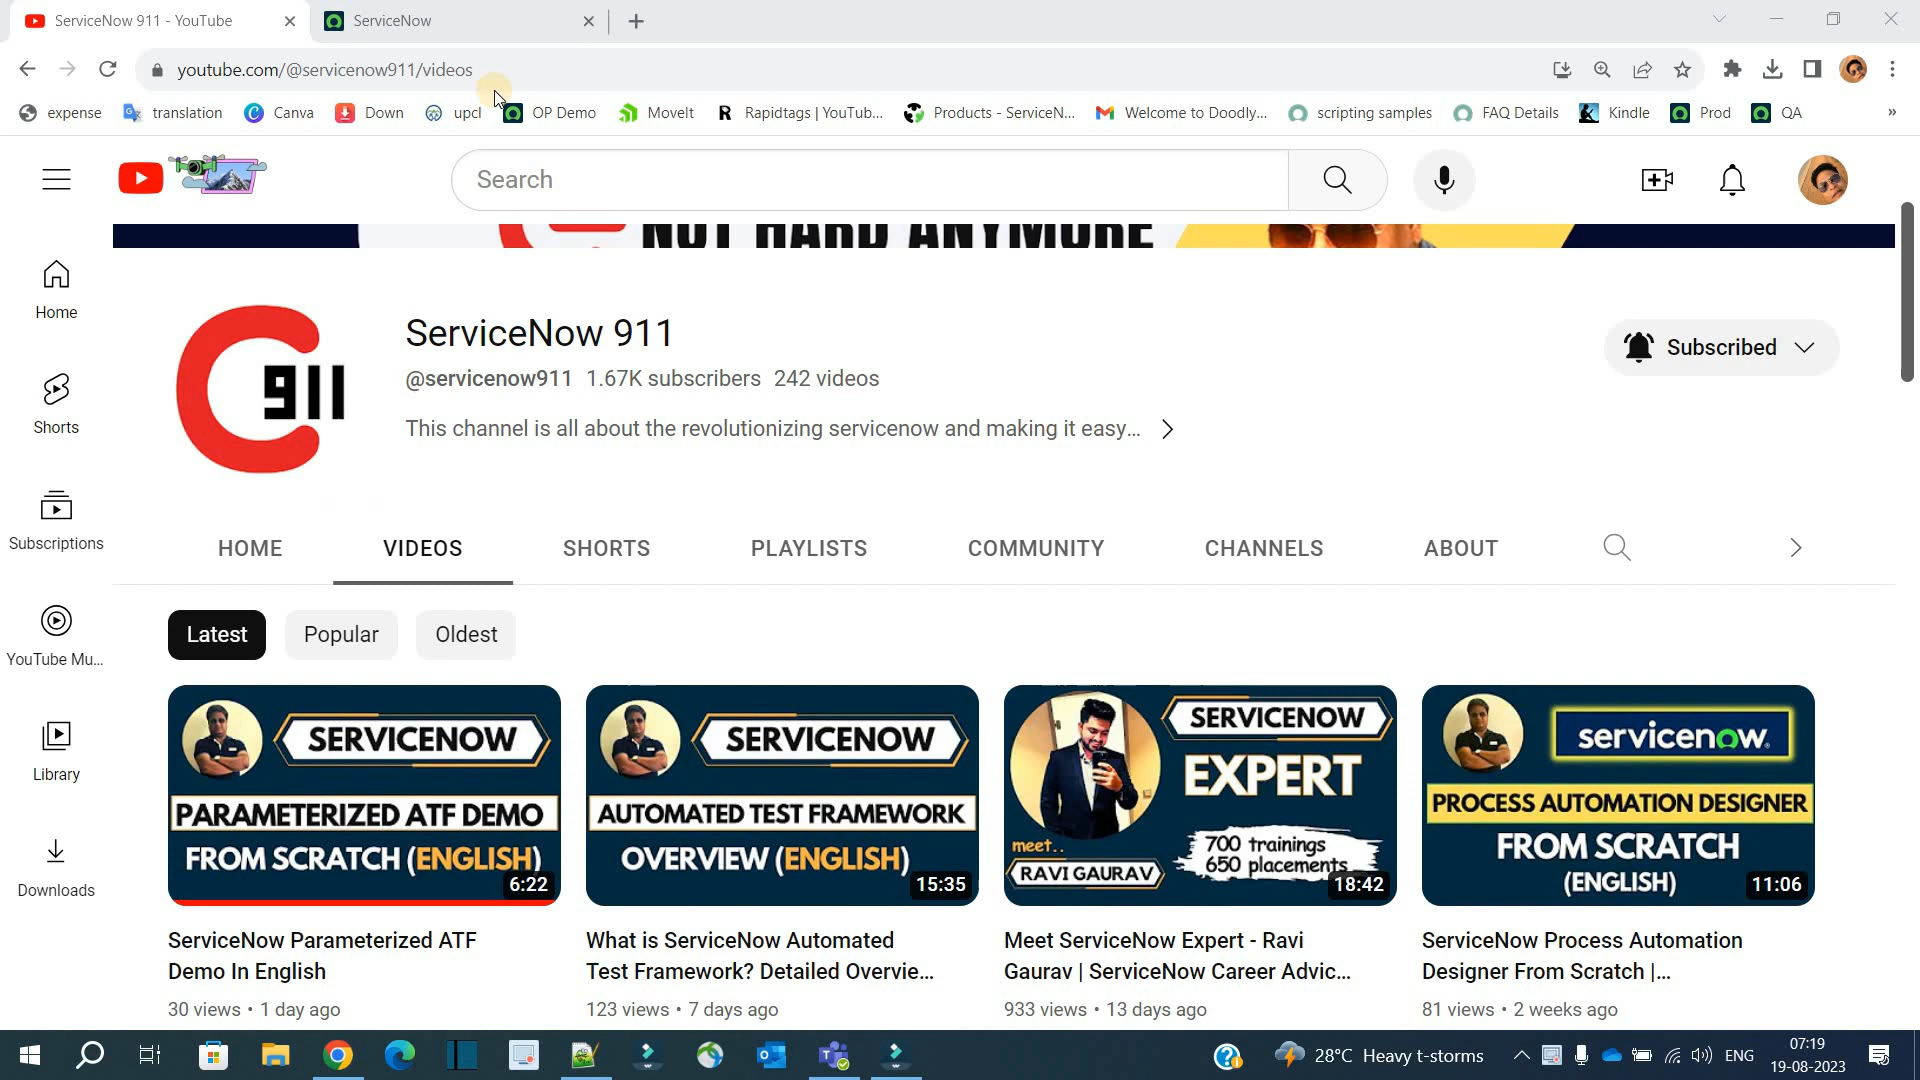 ServiceNow 911 - YouTube
ServiceNow
youtube.com/@servicenow911/videos
expense
translation
Canva
Down
upcl
OP Demo
MoveIt
Rapidtags | YouTub...
Products - ServiceN...
Welcome to Doodly...
scripting samples
FAQ Details
Kindle
Prod
QA
»
Search
Home
Shorts
Subscriptions
YouTube Mu...
Library
Downloads
NOT HARD ANYMORE
911
ServiceNow 911
@servicenow911 1.67K subscribers 242 videos
This channel is all about the revolutionizing servicenow and making it easy...
Subscribed
HOME
VIDEOS
SHORTS
PLAYLISTS
COMMUNITY
CHANNELS
ABOUT
Latest
Popular
Oldest
SERVICENOW
PARAMETERIZED ATF DEMO
FROM SCRATCH (ENGLISH)
6:22
ServiceNow Parameterized ATF
Demo In English
30 views • 1 day ago
SERVICENOW
AUTOMATED TEST FRAMEWORK
OVERVIEW (ENGLISH)
15:35
What is ServiceNow Automated
Test Framework? Detailed Overvie...
123 views • 7 days ago
SERVICENOW
EXPERT
meet..
RAVI GAURAV
700 trainings
650 placements
18:42
Meet ServiceNow Expert - Ravi
Gaurav | ServiceNow Career Advic...
933 views • 13 days ago
servicenow.
PROCESS AUTOMATION DESIGNER
FROM SCRATCH
(ENGLISH)
11:06
ServiceNow Process Automation
Designer From Scratch |...
81 views • 2 weeks ago
28°C Heavy t-storms
ENG
07:19
19-08-2023